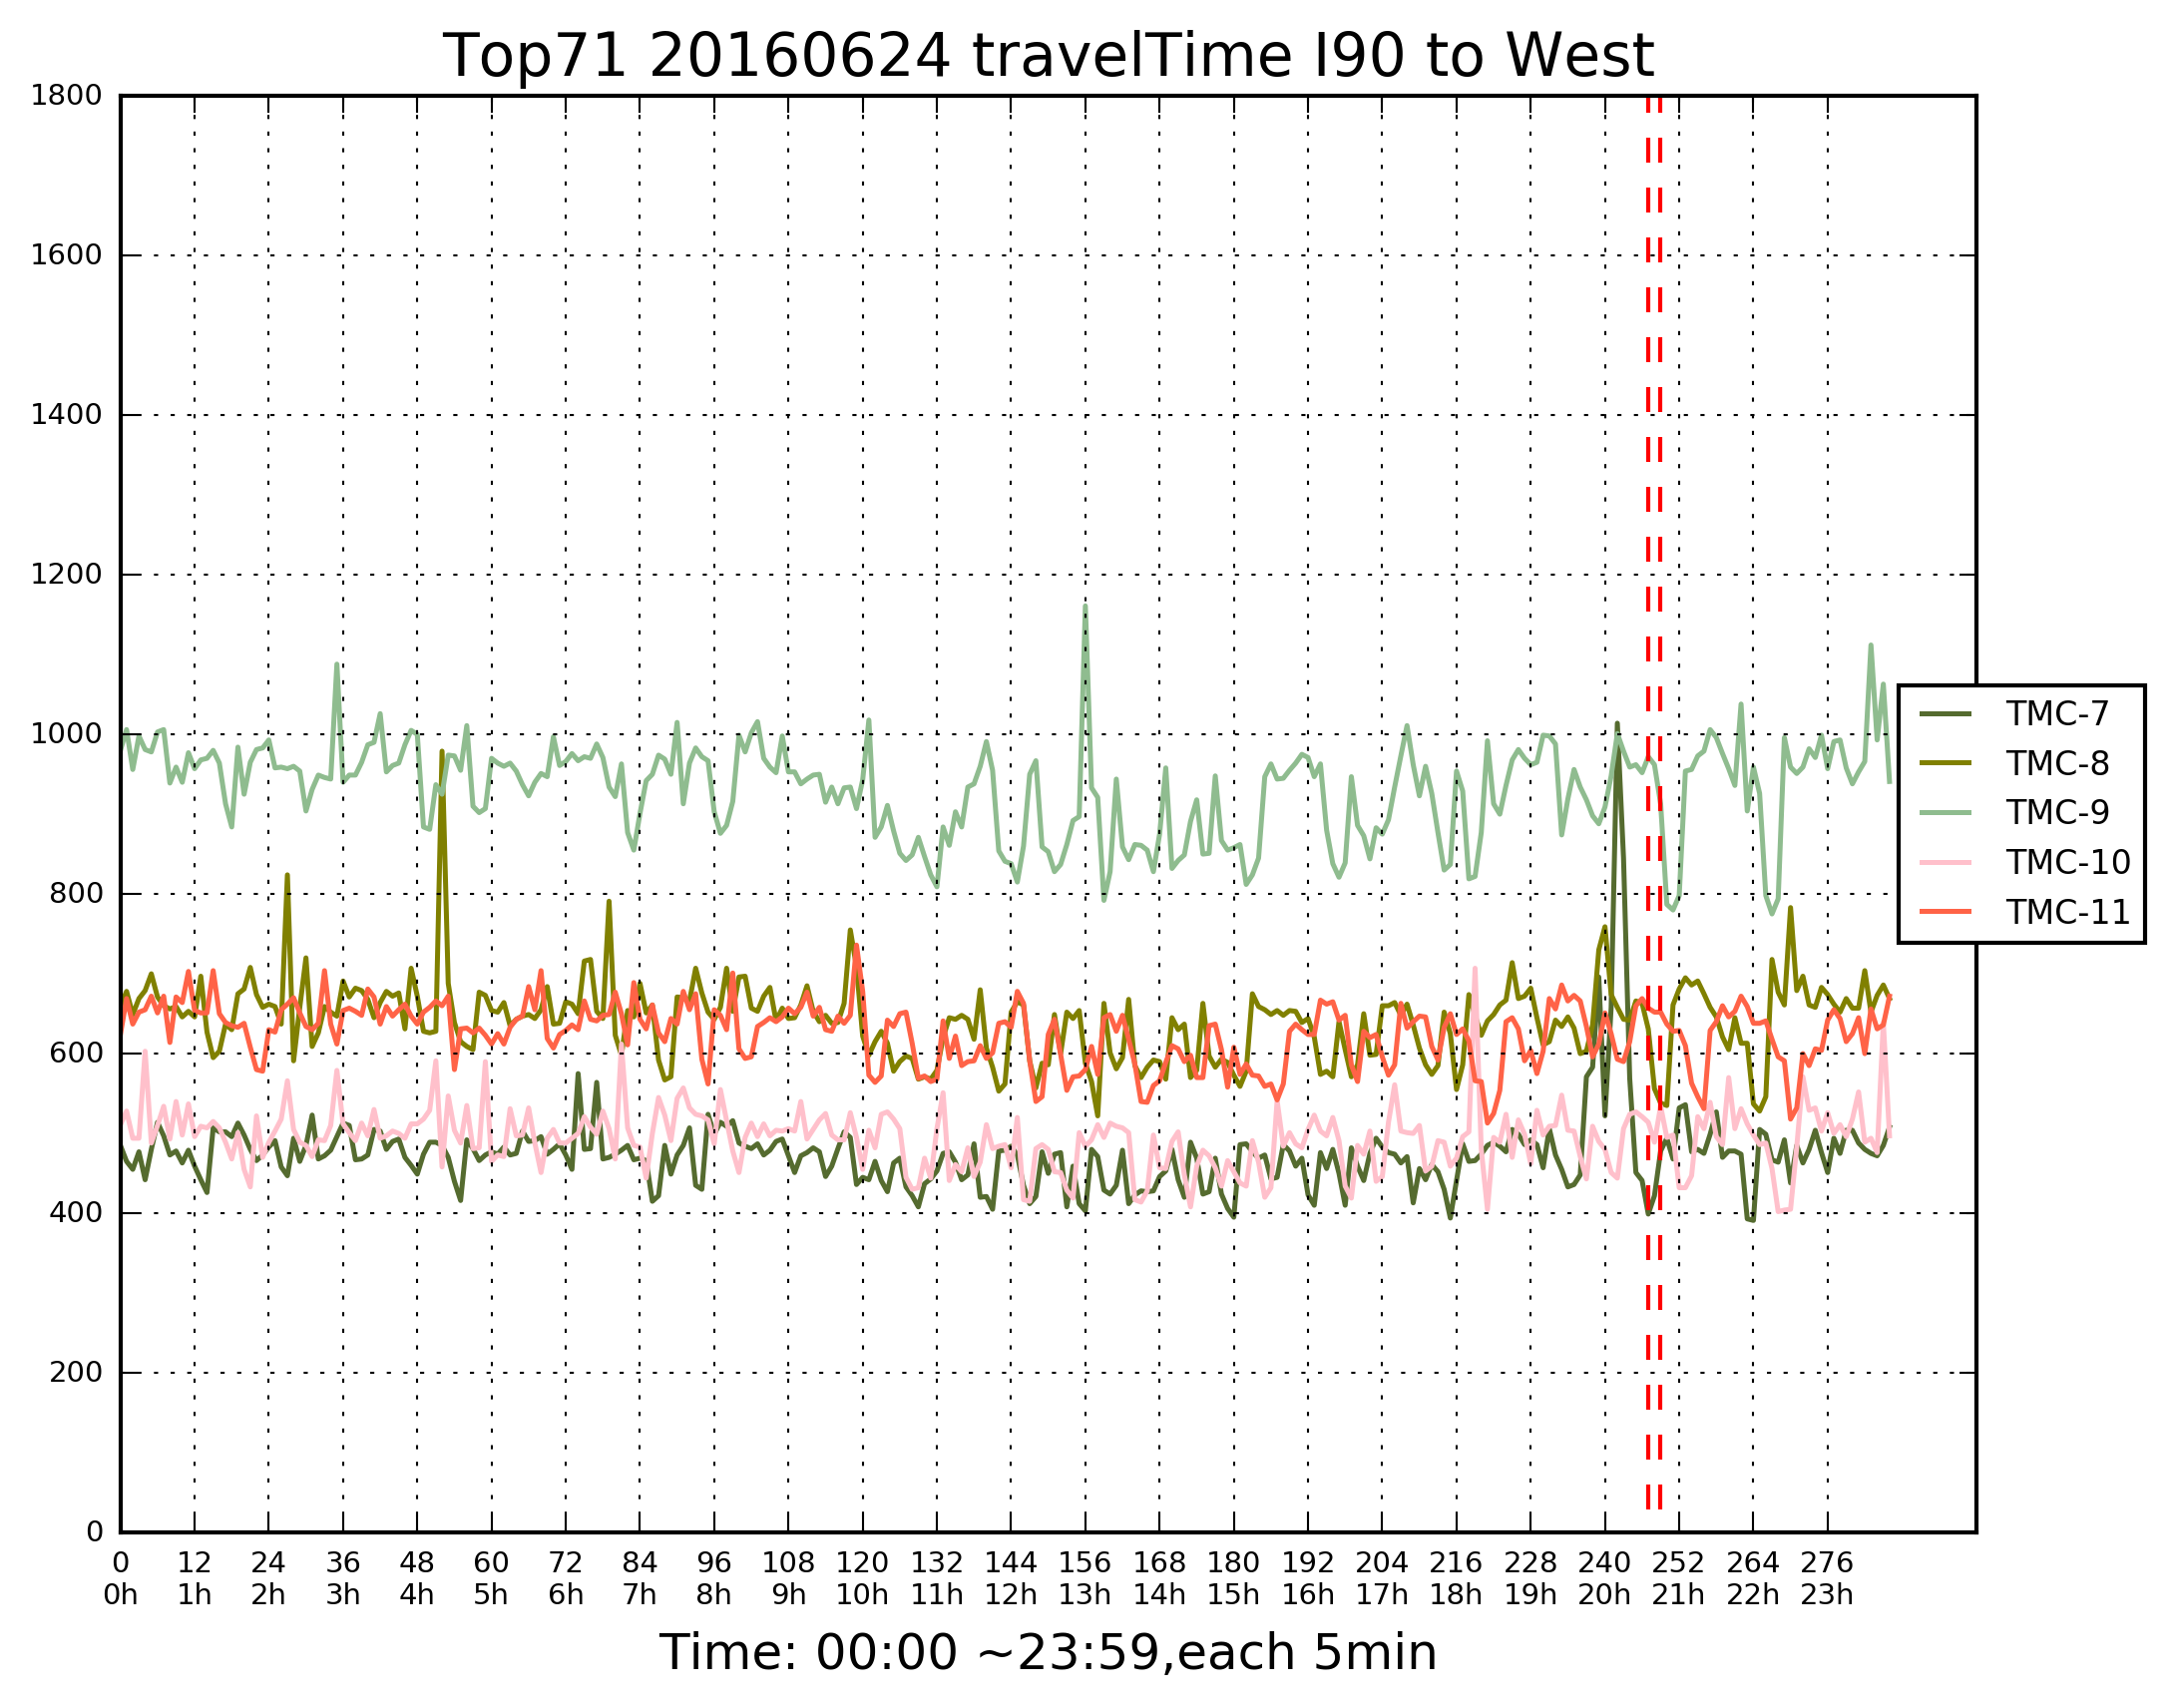 Top71 20160624 travelTime I90 to West
1800
1600
1400
1200
1000
800
600
400
200
0
TMC-7
TMC-8
TMC-9
TMC-10
TMC-11
0 12 24 36 48 60 72 84 96 108 120 132 144 156 168 180 192 204 216 228 240 252 264 276
0h 1h 2h 3h 4h 5h 6h 7h 8h 9h 10h 11h 12h 13h 14h 15h 16h 17h 18h 19h 20h 21h 22h 23h
Time: 00:00 ~23:59,each 5min